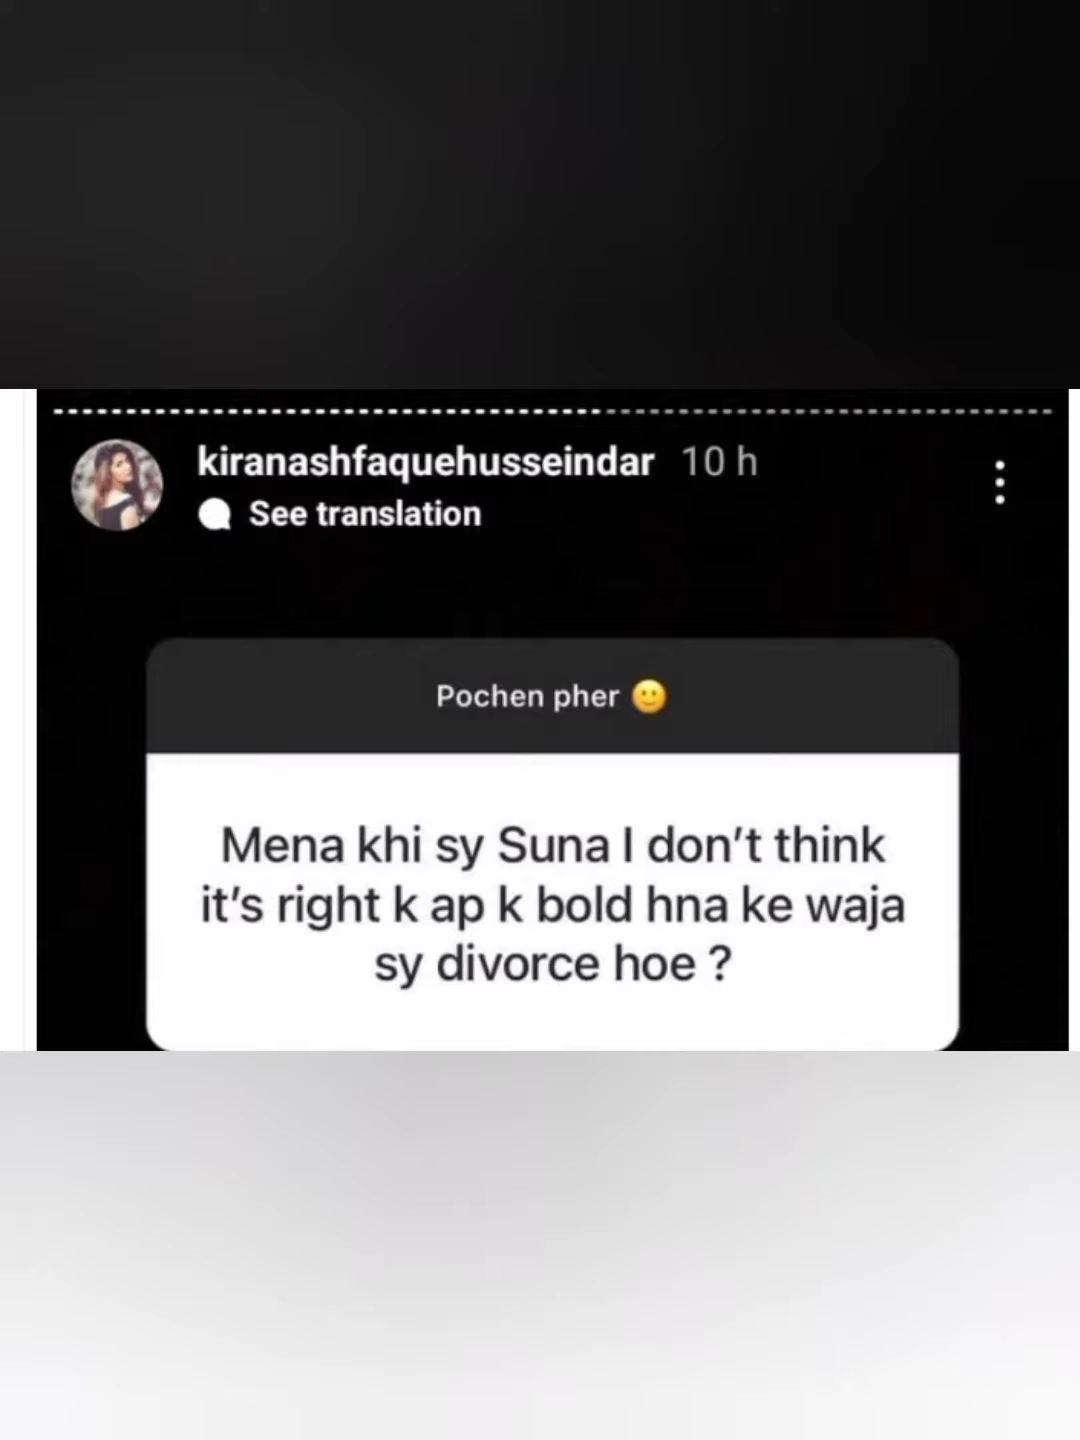 kiranashfaquehusseindar 10 h
See translation
Pochen pher 🙂
Mena khi sy Suna I don't think
it's right k ap k bold hna ke waja
sy divorce hoe ?